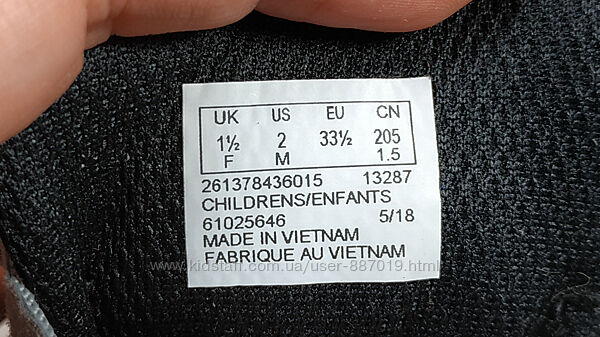 UK US EU CN
1½ 2 33½ 205
F M 1.5
261378436015 13287
CHILDRENS/ENFANTS
61025646 5/18
MADE IN VIETNAM
FABRIQUE AU VIETNAM
www.kidstaff.com.ua/user-887019.html